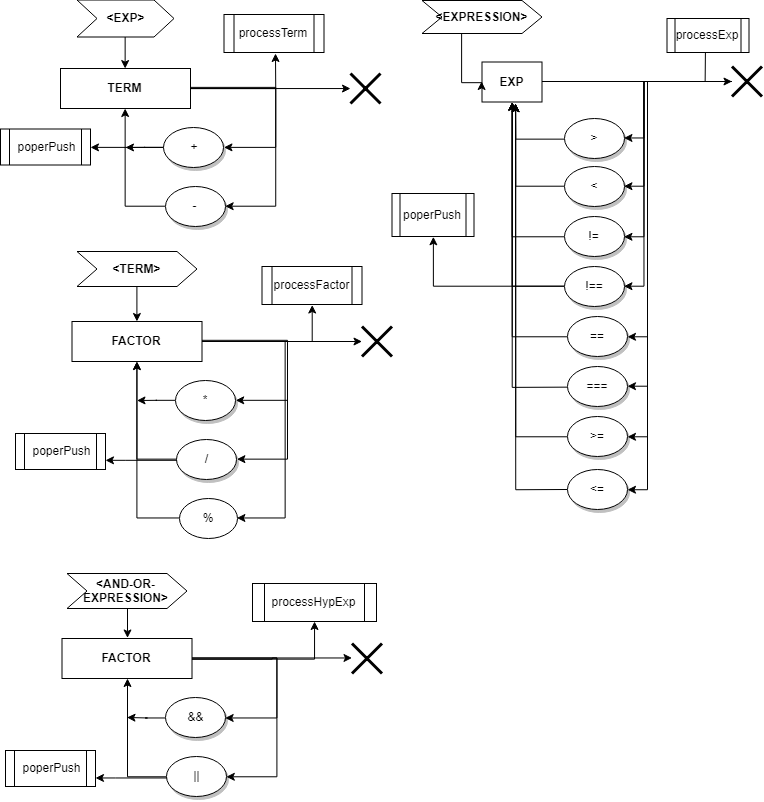 <EXP>
processTerm
TERM
poperPush
+
-
<TERM>
processFactor
FACTOR
*
poperPush
/
%
<AND-OR-
EXPRESSION>
processHypExp
FACTOR
&&
poperPush
||
<EXPRESSION>
processExp
EXP
>
<
poperPush
!=
!==
==
===
>=
<=